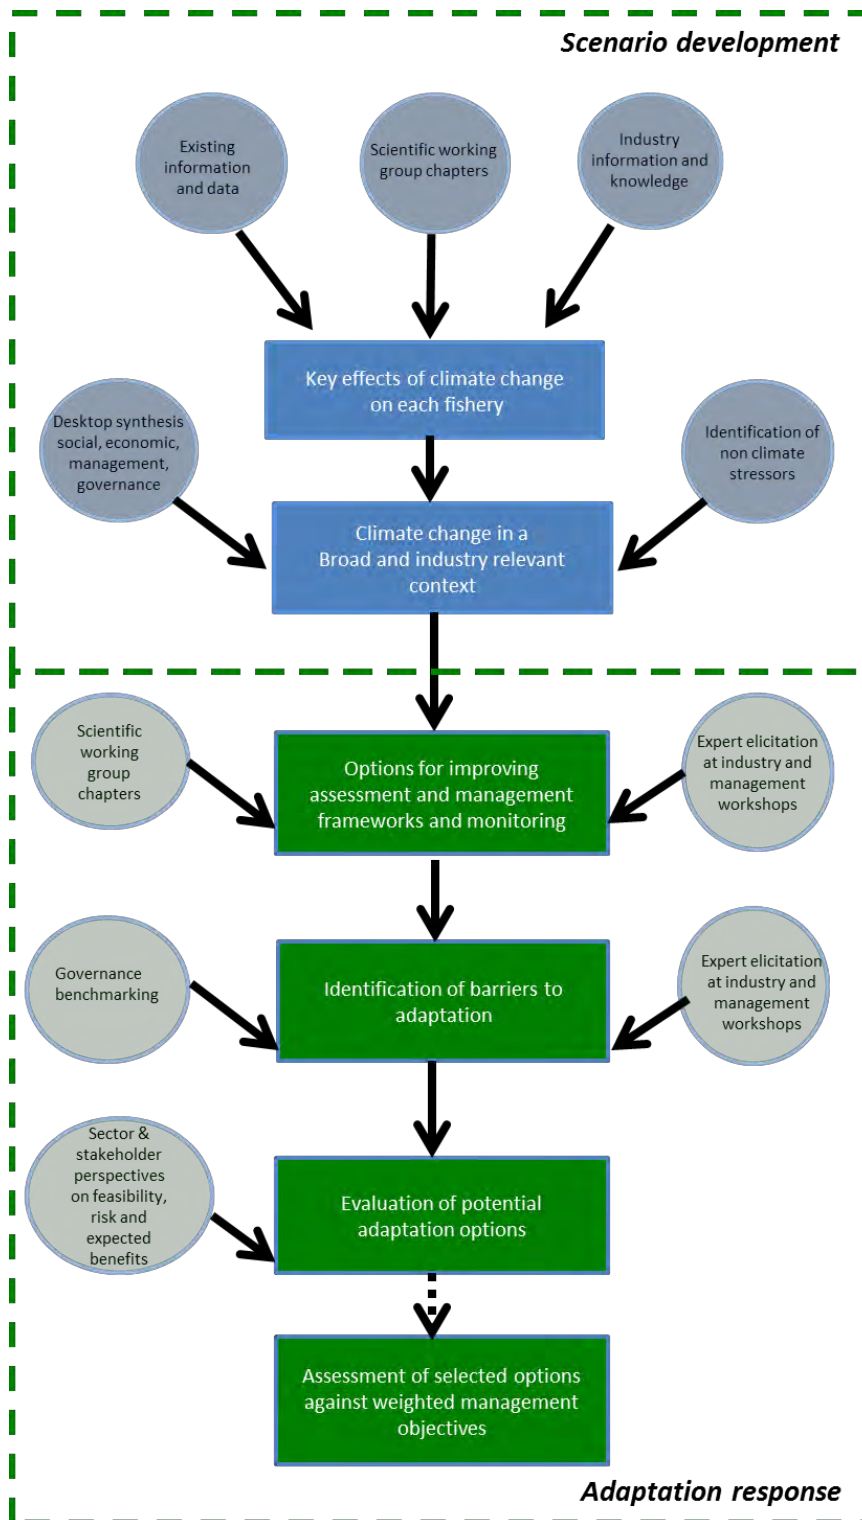 Scenario development
Existing
information
and data
Scientific working
group chapters
Industry
information and
knowledge
Key effects of climate change
on each fishery
Desktop synthesis
social, economic,
management,
governance
Identification of
non climate
stressors
Climate change in a
Broad and industry relevant
context
Scientific
working
group
chapters
Options for improving
assessment and management
frameworks and monitoring
Expert elicitation
at industry and
management
workshops
Governance
benchmarking
Identification of barriers to
adaptation
Expert elicitation
at industry and
management
workshops
Sector &
stakeholder
perspectives
on feasibility,
risk and
expected
benefits
Evaluation of potential
adaptation options
Assessment of selected options
against weighted management
objectives
Adaptation response